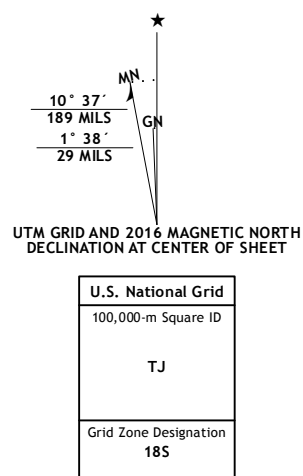 ★
MN
GN
10° 37´
189 MILS
1° 38´
29 MILS
UTM GRID AND 2016 MAGNETIC NORTH
DECLINATION AT CENTER OF SHEET
U.S. National Grid
100,000-m Square ID
TJ
Grid Zone Designation
18S